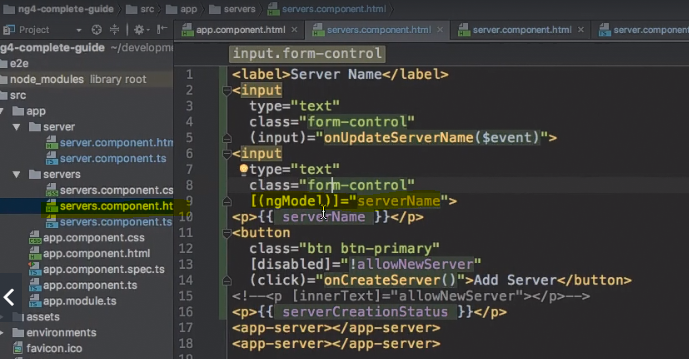 ng4-complete-guide src app servers servers.component.html
app.component.html servers.component.html server.component.html server.component
ng4-complete-guide ~/developmen
e2e
node_modules library root
src
app
server
server.component.htm
server.component.ts
servers
servers.component.cs
servers.component.ht
servers.component.ts
app.component.css
app.component.html
app.component.spec.ts
app.component.ts
app.module.ts
assets
environments
favicon.ico
input.form-control
1 <label>Server Name</label>
2 <input
3 type="text"
4 class="form-control"
5 (input)="onUpdateServerName($event)">
6 <input
7 type="text"
8 class="form-control"
9 [(ngModel)]="serverName">
10 <p>{{ serverName }}</p>
11 <button
12 class="btn btn-primary"
13 [disabled]="!allowNewServer"
14 (click)="onCreateServer()">Add Server</button>
15 <!--<p [innerText]="allowNewServer"></p>-->
16 <p>{{ serverCreationStatus }}</p>
17 <app-server></app-server>
18 <app-server></app-server>